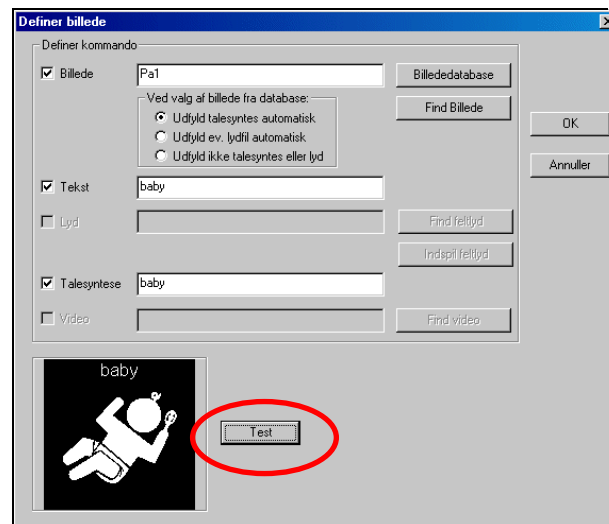 Definer billede
Definer kommando
Billede
Pa1
Billededatabase
Ved valg af billede fra database:
Find Billede
Udfyld talesyntes automatisk
Udfyld ev. lydfil automatisk
Udfyld ikke talesyntes eller lyd
OK
Annuller
Tekst
baby
Lyd
Find feltlyd
Indspil feltlyd
Talesyntese
baby
Video
Find video
baby
Test